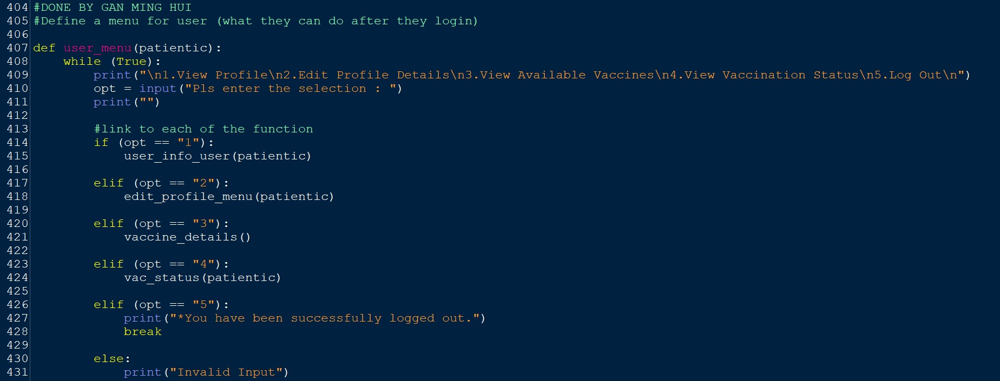 404 #DONE BY GAN MING HUI
405 #Define a menu for user (what they can do after they login)
406
407 def user_menu(patientic):
408     while (True):
409         print("\n1.View Profile\n2.Edit Profile Details\n3.View Available Vaccines\n4.View Vaccination Status\n5.Log Out\n")
410         opt = input("Pls enter the selection : ")
411         print("")
412
413         #link to each of the function
414         if (opt == "1"):
415             user_info_user(patientic)
416
417         elif (opt == "2"):
418             edit_profile_menu(patientic)
419
420         elif (opt == "3"):
421             vaccine_details()
422
423         elif (opt == "4"):
424             vac_status(patientic)
425
426         elif (opt == "5"):
427             print("*You have been successfully logged out.")
428             break
429
430         else:
431             print("Invalid Input")